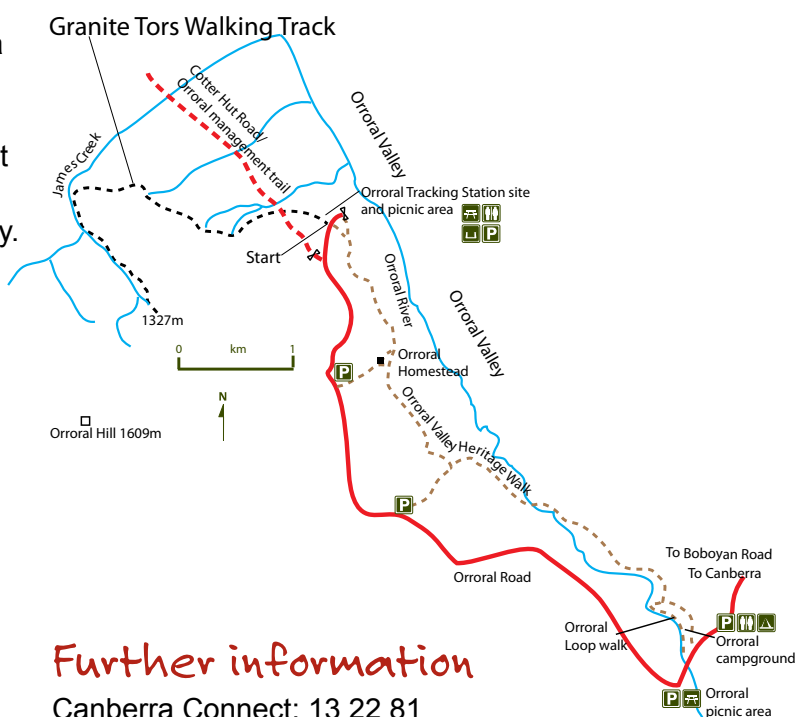 Granite Tors Walking Track
t
y.
Cotter Hut Road/
Orroral management trail
Orroral Valley
James Creek
Orroral Tracking Station site
and picnic area
P
Start
Orroral River
Orroral Valley
1327m
0 km 1
P
Orroral
Homestead
N
Orroral Hill 1609m
Orroral Valley Heritage Walk
P
To Boboyan Road
To Canberra
Orroral Road
Orroral
Loop walk
P
Orroral
campground
P
Orroral
picnic area
Further information
Canberra Connect: 13 22 81